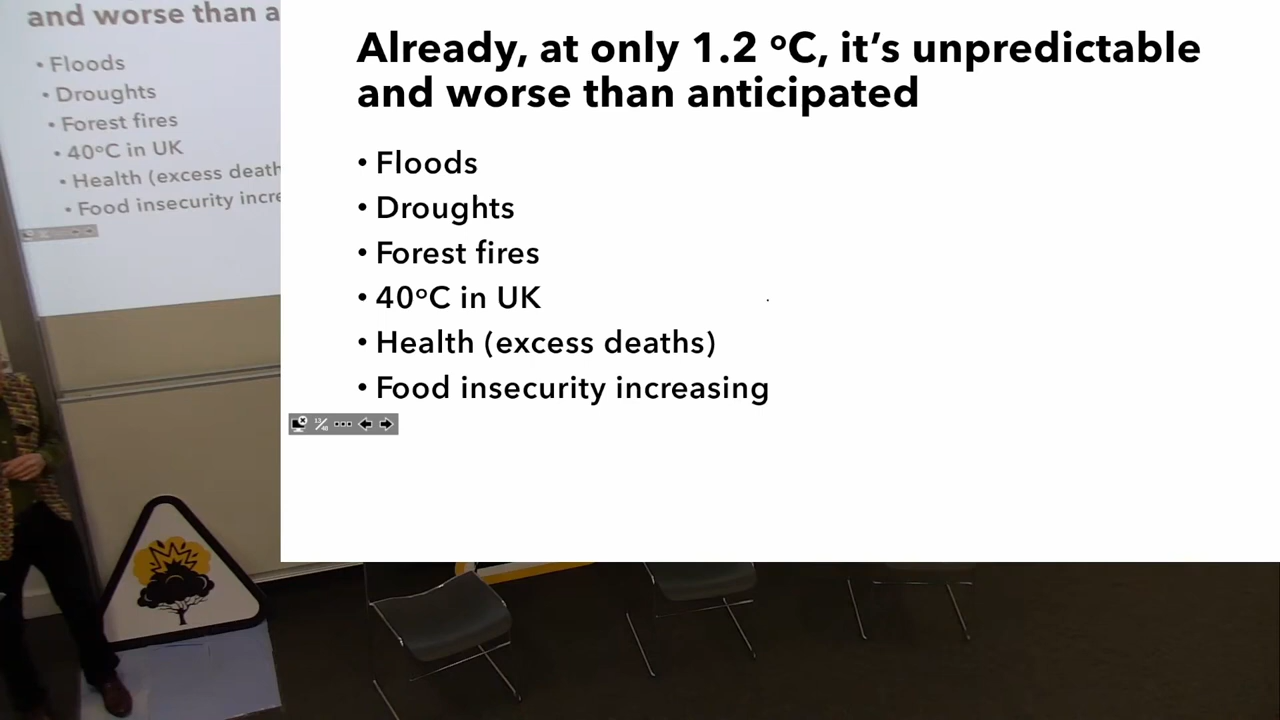 and worse than a
• Floods
• Droughts
• Forest fires
• 40ºC in UK
• Health (excess death
• Food insecurity incre
Already, at only 1.2 ºC, it’s unpredictable
and worse than anticipated
• Floods
• Droughts
• Forest fires
• 40ºC in UK
• Health (excess deaths)
• Food insecurity increasing
13/40